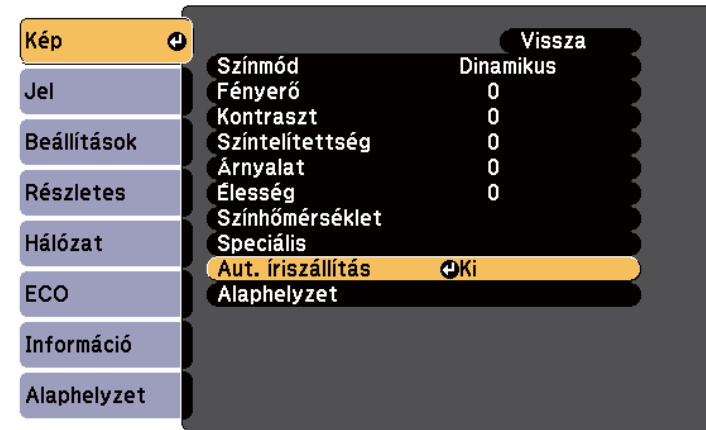 Kép
Jel
Beállítások
Részletes
Hálózat
ECO
Információ
Alaphelyzet
Vissza
Színmód Dinamikus
Fényerő 0
Kontraszt 0
Színtelítettség 0
Árnyalat 0
Élesség 0
Színhőmérséklet
Speciális
Aut. íriszállítás Ki
Alaphelyzet